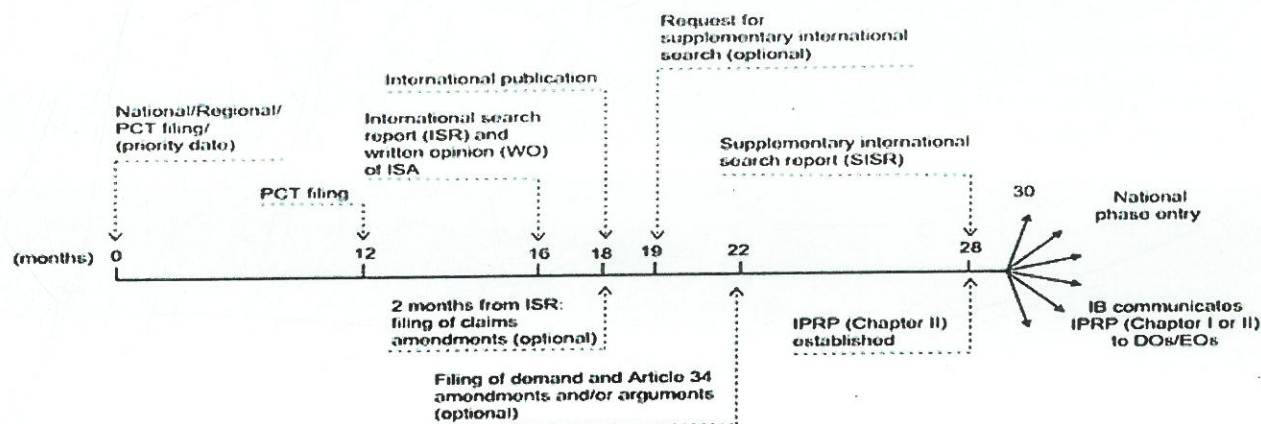 Request for
supplementary international
search (optional)
International publication
National/Regional/
PCT filing/
(priority date)
International search
report (ISR) and
written opinion (WO)
of ISA
Supplementary international
search report (SISR)
PCT filing
30
National
phase entry
(months) 0 12 16 18 19 22 28
2 months from ISR:
filing of claims
amendments (optional)
IPRP (Chapter II)
established
IB communicates
IPRP (Chapter I or II)
to DOs/EOs
Filing of demand and Article 34
amendments and/or arguments
(optional)